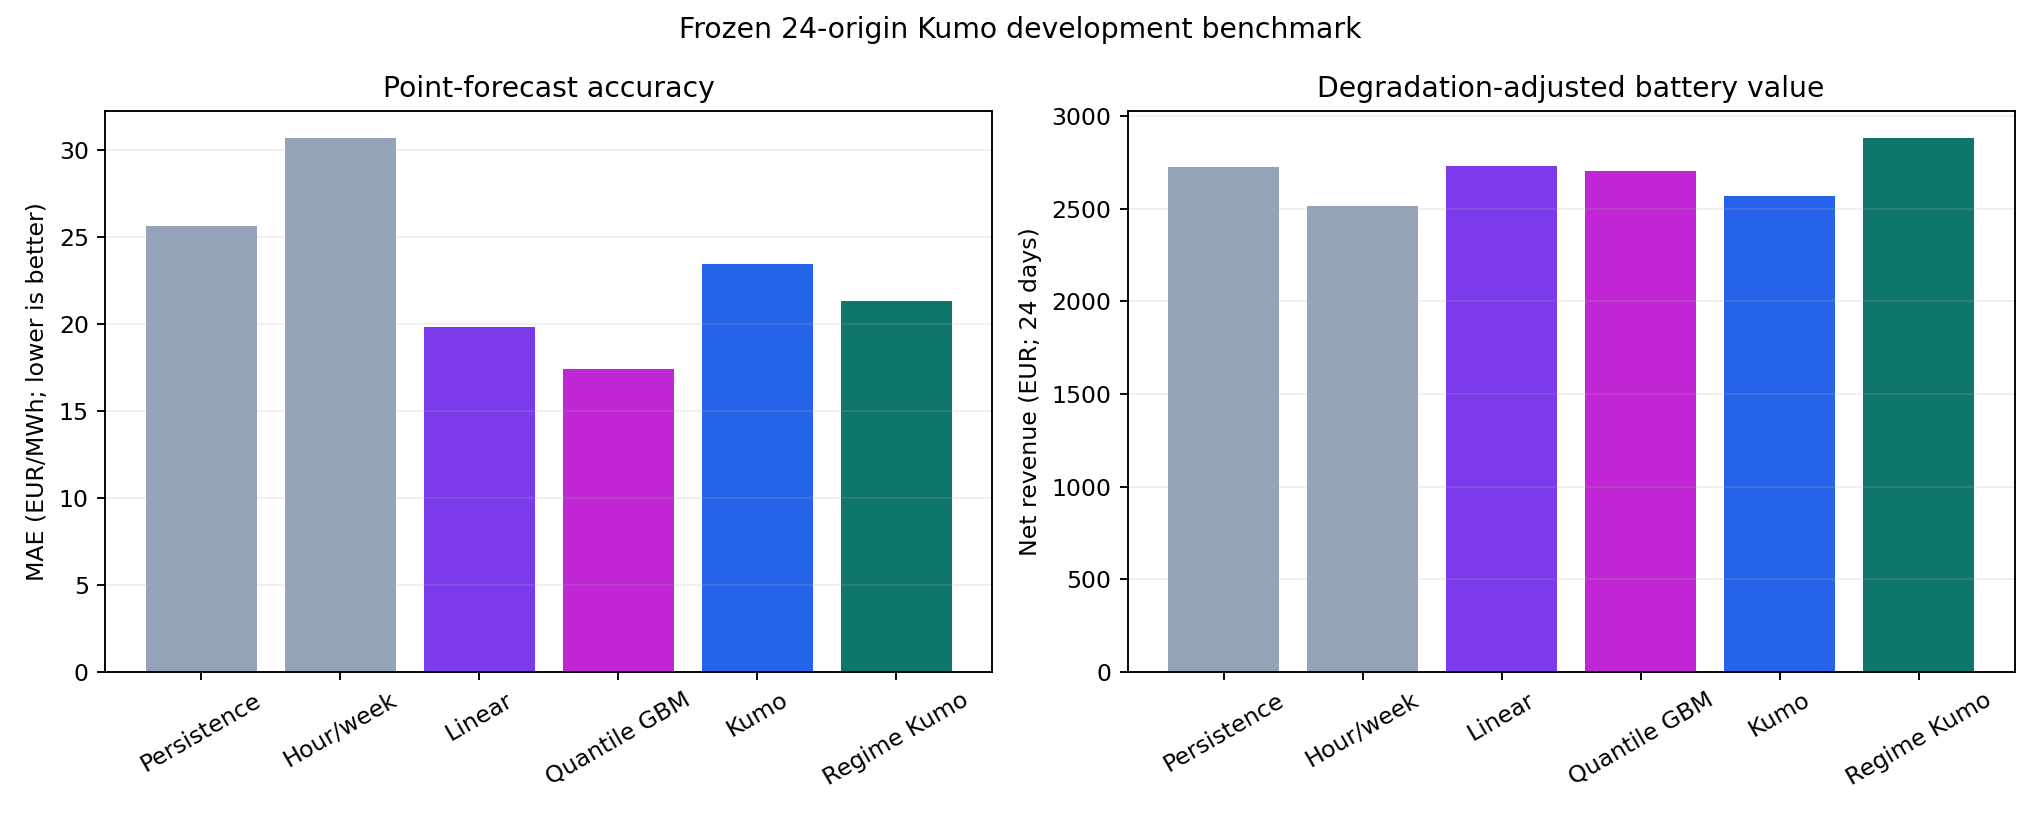 Frozen 24-origin Kumo development benchmark
Point-forecast accuracy
MAE (EUR/MWh; lower is better)
30
25
20
15
10
5
0
Persistence
Hour/week
Linear
Quantile GBM
Kumo
Regime Kumo
Degradation-adjusted battery value
Net revenue (EUR; 24 days)
3000
2500
2000
1500
1000
500
0
Persistence
Hour/week
Linear
Quantile GBM
Kumo
Regime Kumo